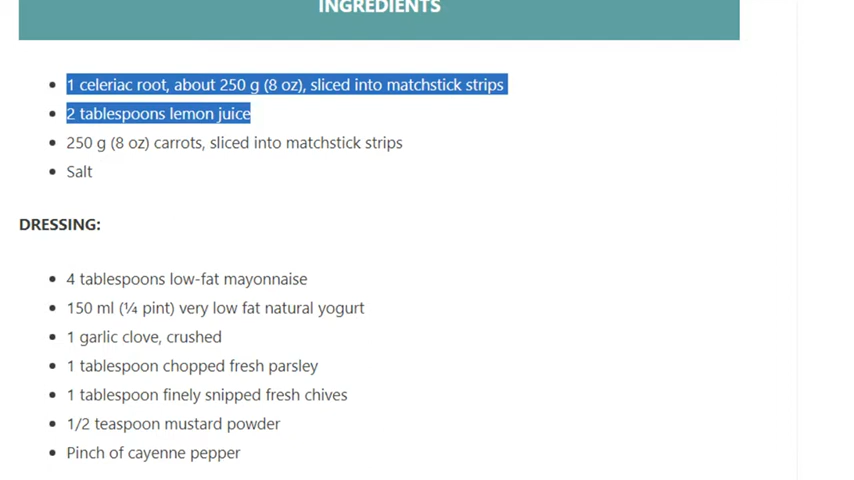 INGREDIENTS
1 celeriac root, about 250 g (8 oz), sliced into matchstick strips
2 tablespoons lemon juice
250 g (8 oz) carrots, sliced into matchstick strips
Salt
DRESSING:
4 tablespoons low-fat mayonnaise
150 ml (¼ pint) very low fat natural yogurt
1 garlic clove, crushed
1 tablespoon chopped fresh parsley
1 tablespoon finely snipped fresh chives
1/2 teaspoon mustard powder
Pinch of cayenne pepper